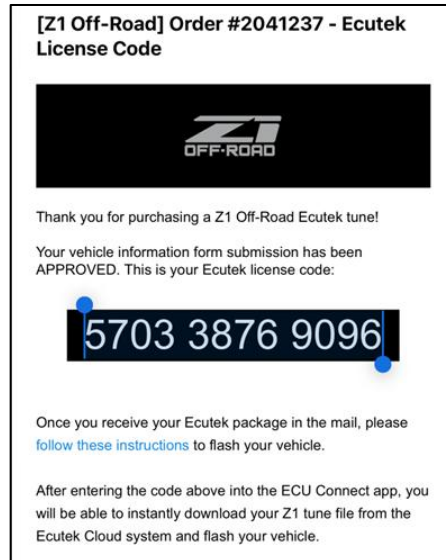 [Z1 Off-Road] Order #2041237 - Ecutek
License Code
Z1
OFF-ROAD
Thank you for purchasing a Z1 Off-Road Ecutek tune!
Your vehicle information form submission has been
APPROVED. This is your Ecutek license code:
5703 3876 9096
Once you receive your Ecutek package in the mail, please
follow these instructions to flash your vehicle.
After entering the code above into the ECU Connect app, you
will be able to instantly download your Z1 tune file from the
Ecutek Cloud system and flash your vehicle.